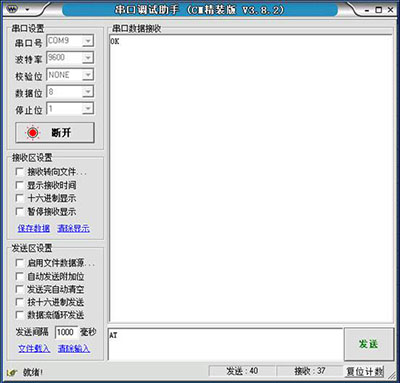 串口调试助手 (CM精装版 V3.8.2)
串口设置
串口号 COM9
波特率 9600
校验位 NONE
数据位 8
停止位 1
断开
接收区设置
接收转向文件...
显示接收时间
十六进制显示
暂停接收显示
保存数据 清除显示
发送区设置
启用文件数据源...
自动发送附加位
发送完自动清空
按十六进制发送
数据流循环发送
发送间隔 1000 毫秒
文件载入 清除输入
串口数据接收
OK
AT
发送
就绪!
发送 : 40
接收 : 37
复位计数